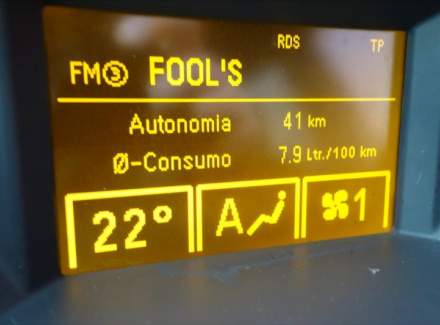 RDS TP
FM③ FOOL'S
Autonomia 41 km
Ø-Consumo 7.9 Ltr./100 km
22° A 1